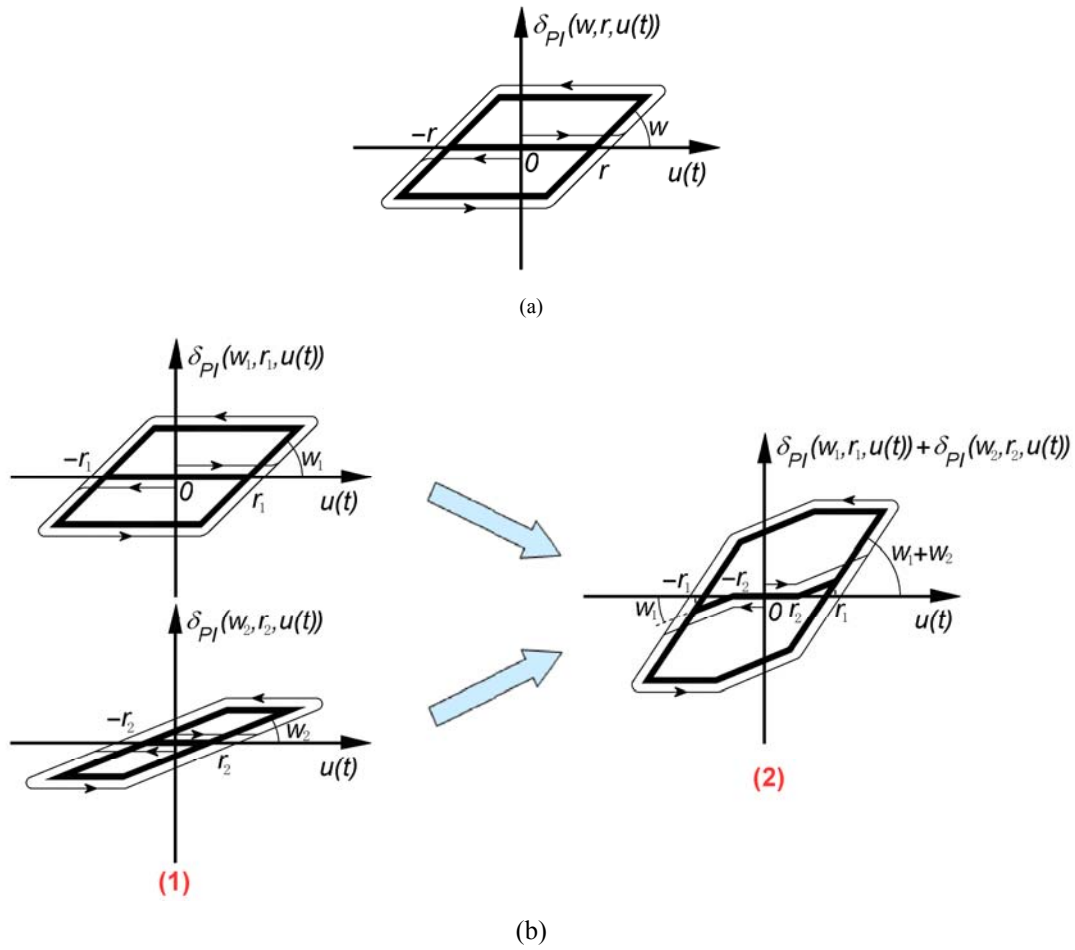 δPI(w,r,u(t))
−r
w
0
r
u(t)
(a)
δPI(w₁,r₁,u(t))
−r₁
w₁
0
r₁
u(t)
δPI(w₂,r₂,u(t))
−r₂
w₂
r₂
u(t)
(1)
δPI(w₁,r₁,u(t))+δPI(w₂,r₂,u(t))
w₁+w₂
−r₁
−r₂
w₁
0
r₂
r₁
u(t)
(2)
(b)